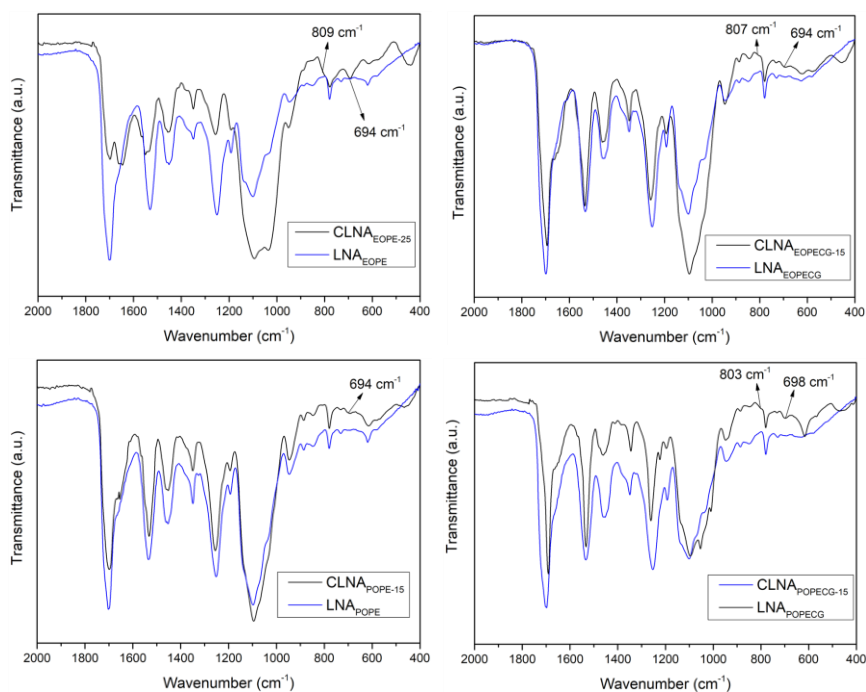 809 cm⁻¹
694 cm⁻¹
Transmittance (a.u.)
CLNA_EOPE-25
LNA_EOPE
2000 1800 1600 1400 1200 1000 800 600 400
Wavenumber (cm⁻¹)
807 cm⁻¹
694 cm⁻¹
Transmittance (a.u.)
CLNA_EOPECG-15
LNA_EOPECG
2000 1800 1600 1400 1200 1000 800 600 400
Wavenumber (cm⁻¹)
694 cm⁻¹
Transmittance (a.u.)
CLNA_POPE-15
LNA_POPE
2000 1800 1600 1400 1200 1000 800 600 400
Wavenumber (cm⁻¹)
803 cm⁻¹
698 cm⁻¹
Transmittance (a.u.)
CLNA_POPECG-15
LNA_POPECG
2000 1800 1600 1400 1200 1000 800 600 400
Wavenumber (cm⁻¹)